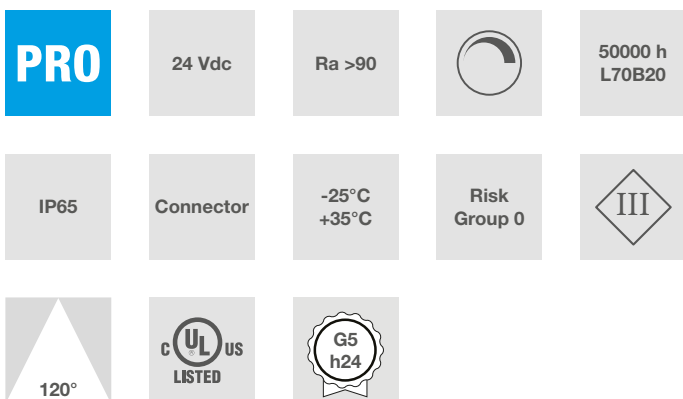 PRO
24 Vdc
Ra >90
50000 h
L70B20
IP65
Connector
-25°C
+35°C
Risk
Group 0
III
120°
C UL US
®
LISTED
G5
h24